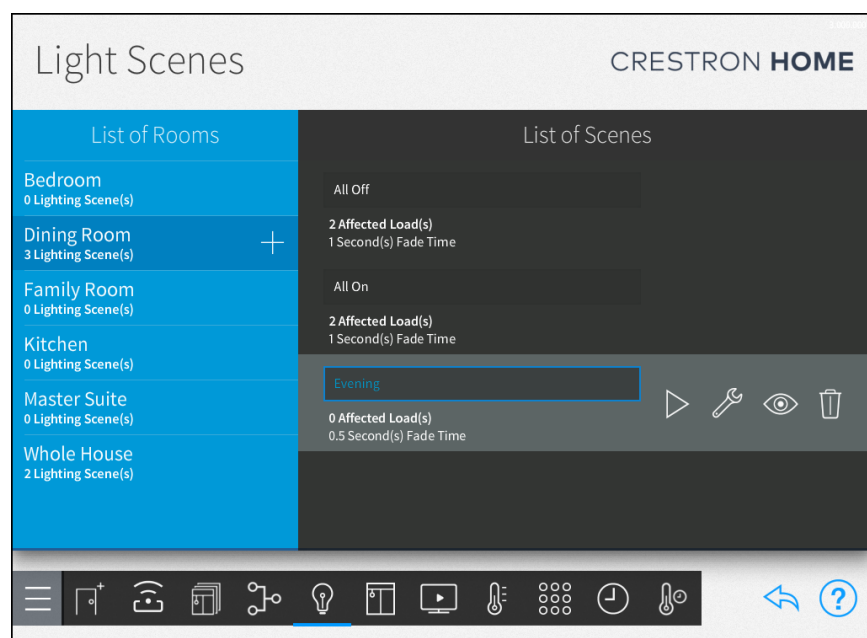 Light Scenes
CRESTRON HOME
List of Rooms
Bedroom
0 Lighting Scene(s)
Dining Room
3 Lighting Scene(s)
Family Room
0 Lighting Scene(s)
Kitchen
0 Lighting Scene(s)
Master Suite
0 Lighting Scene(s)
Whole House
2 Lighting Scene(s)
List of Scenes
All Off
2 Affected Load(s)
1 Second(s) Fade Time
All On
2 Affected Load(s)
1 Second(s) Fade Time
Evening
0 Affected Load(s)
0.5 Second(s) Fade Time
?